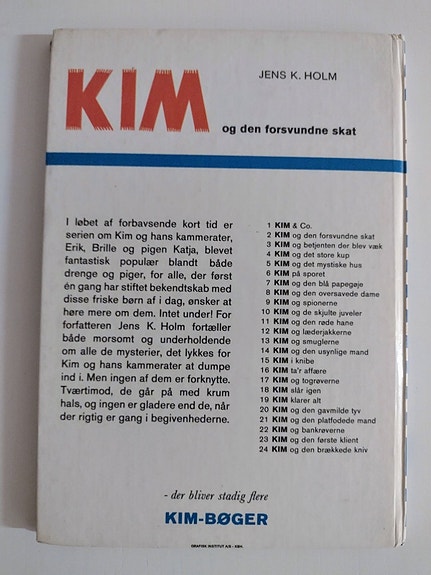 KIM
JENS K. HOLM
og den forsvundne skat
I løbet af forbavsende kort tid er
serien om Kim og hans kammerater,
Erik, Brille og pigen Katja, blevet
fantastisk populær blandt både
drenge og piger, for alle, der først
én gang har stiftet bekendtskab med
disse friske børn af i dag, ønsker at
høre mere om dem. Intet under! For
forfatteren Jens K. Holm fortæller
både morsomt og underholdende
om alle de mysterier, det lykkes for
Kim og hans kammerater at dumpe
ind i. Men ingen af dem er forknytte.
Tværtimod, de går på med krum
hals, og ingen er gladere end de, når
der rigtig er gang i begivenhederne.
1 KIM & Co.
2 KIM og den forsvundne skat
3 KIM og betjenten der blev væk
4 KIM og det store kup
5 KIM og det mystiske hus
6 KIM på sporet
7 KIM og den blå papegøje
8 KIM og den oversavede dame
9 KIM og spionerne
10 KIM og de skjulte juveler
11 KIM og den røde hane
12 KIM og læderjakkerne
13 KIM og smuglerne
14 KIM og den usynlige mand
15 KIM i knibe
16 KIM ta'r affære
17 KIM og togrøverne
18 KIM slår igen
19 KIM klarer alt
20 KIM og den gavmilde tyv
21 KIM og den platfodede mand
22 KIM og bankrøverne
23 KIM og den første klient
24 KIM og den brækkede kniv
- der bliver stadig flere
KIM-BØGER
GRAFISK INSTITUT A/S - KBH.